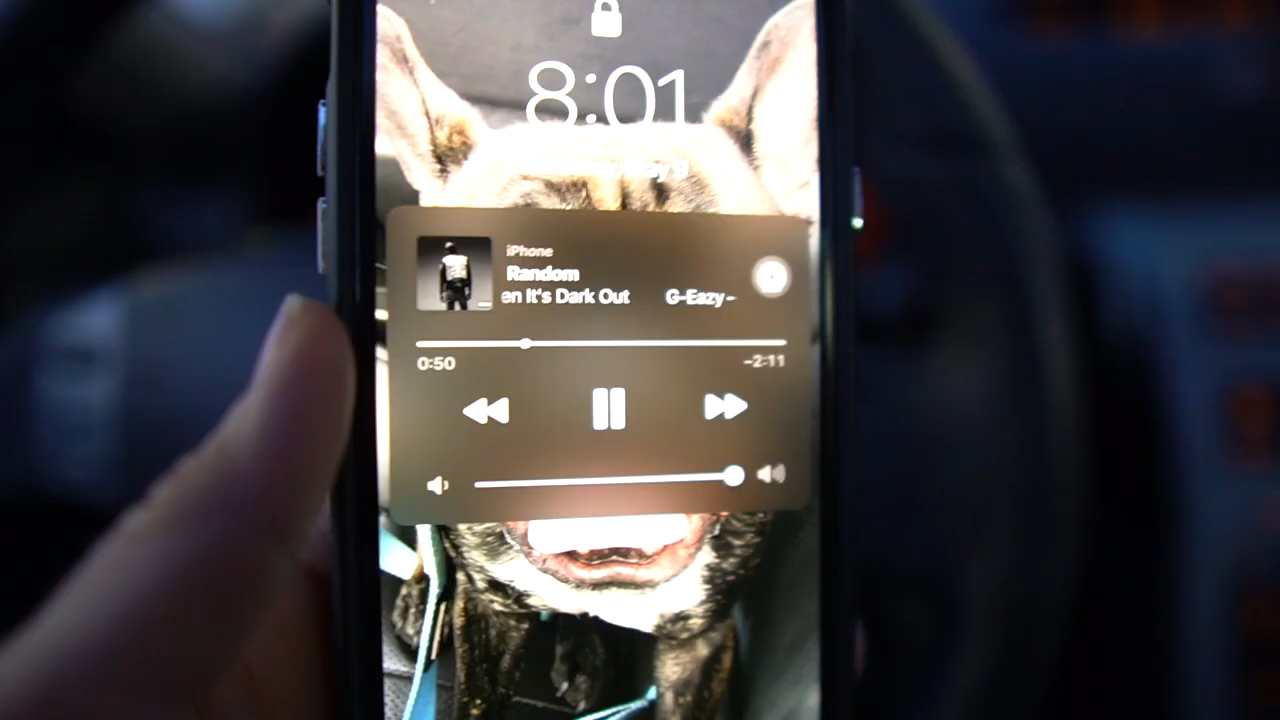 8:01
iPhone
Random
en It's Dark Out G-Eazy-
0:50
-2:11